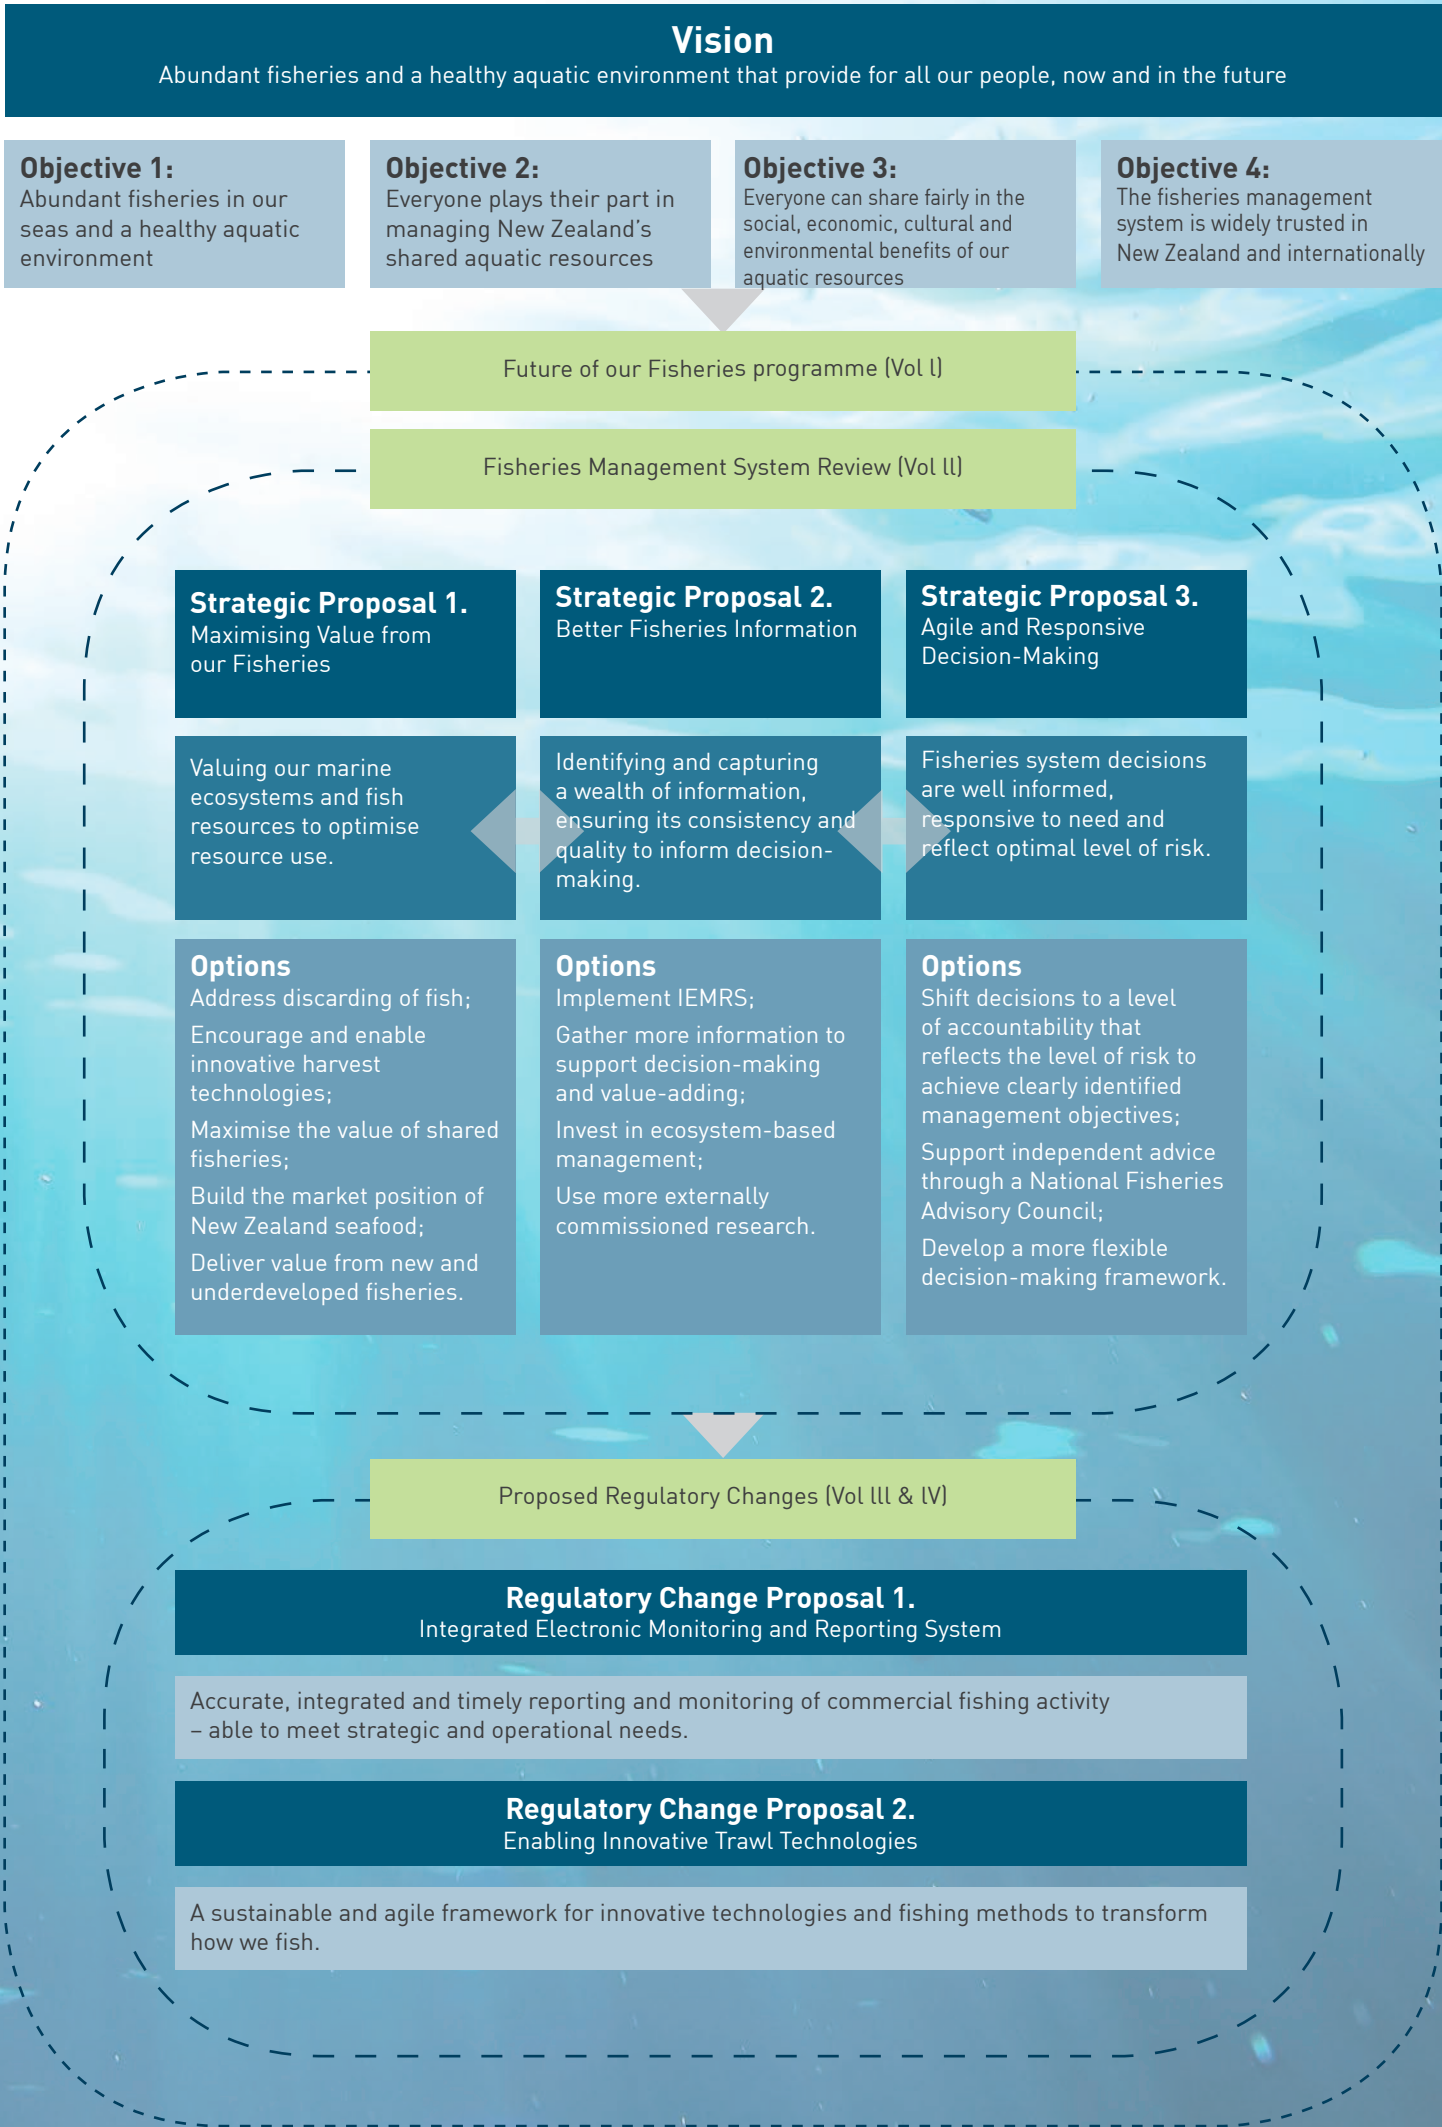 Vision
Abundant fisheries and a healthy aquatic environment that provide for all our people, now and in the future
Objective 1:
Abundant fisheries in our
seas and a healthy aquatic
environment
Objective 2:
Everyone plays their part in
managing New Zealand’s
shared aquatic resources
Objective 3:
Everyone can share fairly in the
social, economic, cultural and
environmental benefits of our
aquatic resources
Objective 4:
The fisheries management
system is widely trusted in
New Zealand and internationally
Future of our Fisheries programme (Vol l)
Fisheries Management System Review (Vol ll)
Strategic Proposal 1.
Maximising Value from
our Fisheries
Valuing our marine
ecosystems and fish
resources to optimise
resource use.
Options
Address discarding of fish;
Encourage and enable
innovative harvest
technologies;
Maximise the value of shared
fisheries;
Build the market position of
New Zealand seafood;
Deliver value from new and
underdeveloped fisheries.
Strategic Proposal 2.
Better Fisheries Information
Identifying and capturing
a wealth of information,
ensuring its consistency and
quality to inform decision-
making.
Options
Implement IEMRS;
Gather more information to
support decision-making
and value-adding;
Invest in ecosystem-based
management;
Use more externally
commissioned research.
Strategic Proposal 3.
Agile and Responsive
Decision-Making
Fisheries system decisions
are well informed,
responsive to need and
reflect optimal level of risk.
Options
Shift decisions to a level
of accountability that
reflects the level of risk to
achieve clearly identified
management objectives;
Support independent advice
through a National Fisheries
Advisory Council;
Develop a more flexible
decision-making framework.
Proposed Regulatory Changes (Vol lll & lV)
Regulatory Change Proposal 1.
Integrated Electronic Monitoring and Reporting System
Accurate, integrated and timely reporting and monitoring of commercial fishing activity
– able to meet strategic and operational needs.
Regulatory Change Proposal 2.
Enabling Innovative Trawl Technologies
A sustainable and agile framework for innovative technologies and fishing methods to transform
how we fish.